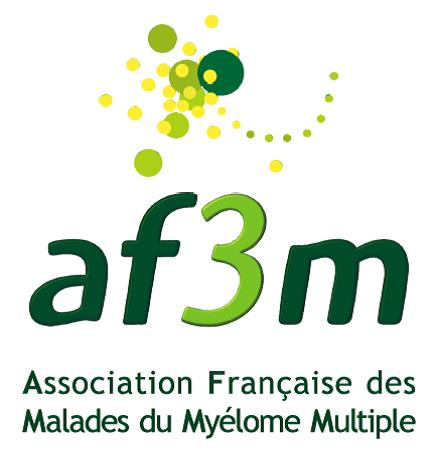 af3m
Association Française des
Malades du Myélome Multiple